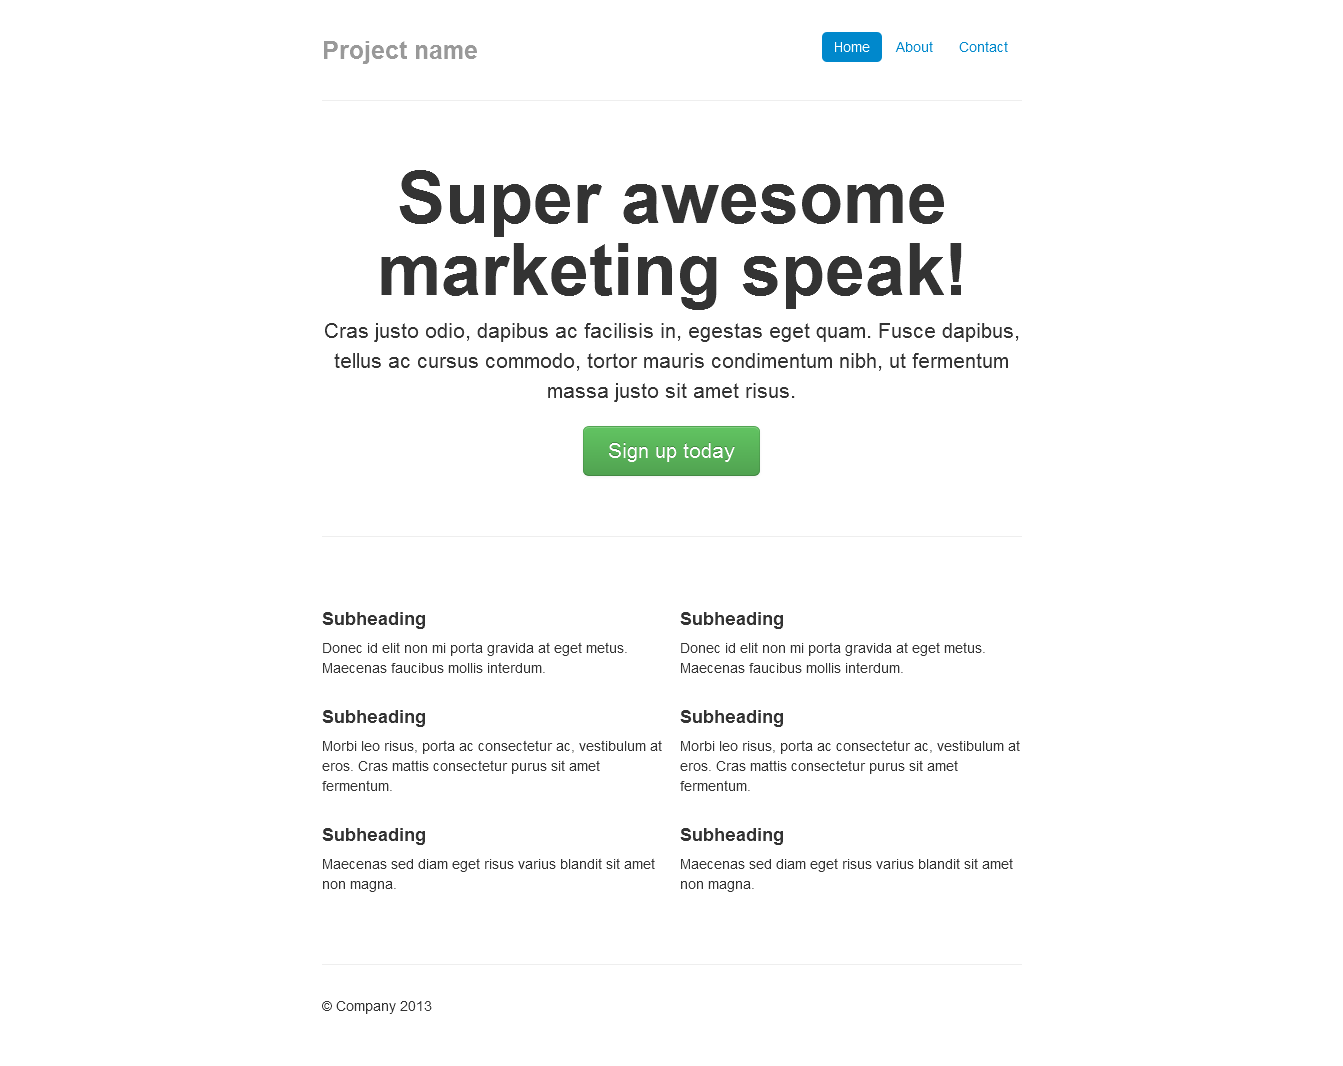 Project name
Home About Contact
Super awesome
marketing speak!
Cras justo odio, dapibus ac facilisis in, egestas eget quam. Fusce dapibus,
tellus ac cursus commodo, tortor mauris condimentum nibh, ut fermentum
massa justo sit amet risus.
Sign up today
Subheading
Donec id elit non mi porta gravida at eget metus.
Maecenas faucibus mollis interdum.
Subheading
Morbi leo risus, porta ac consectetur ac, vestibulum at
eros. Cras mattis consectetur purus sit amet
fermentum.
Subheading
Maecenas sed diam eget risus varius blandit sit amet
non magna.
Subheading
Donec id elit non mi porta gravida at eget metus.
Maecenas faucibus mollis interdum.
Subheading
Morbi leo risus, porta ac consectetur ac, vestibulum at
eros. Cras mattis consectetur purus sit amet
fermentum.
Subheading
Maecenas sed diam eget risus varius blandit sit amet
non magna.
© Company 2013